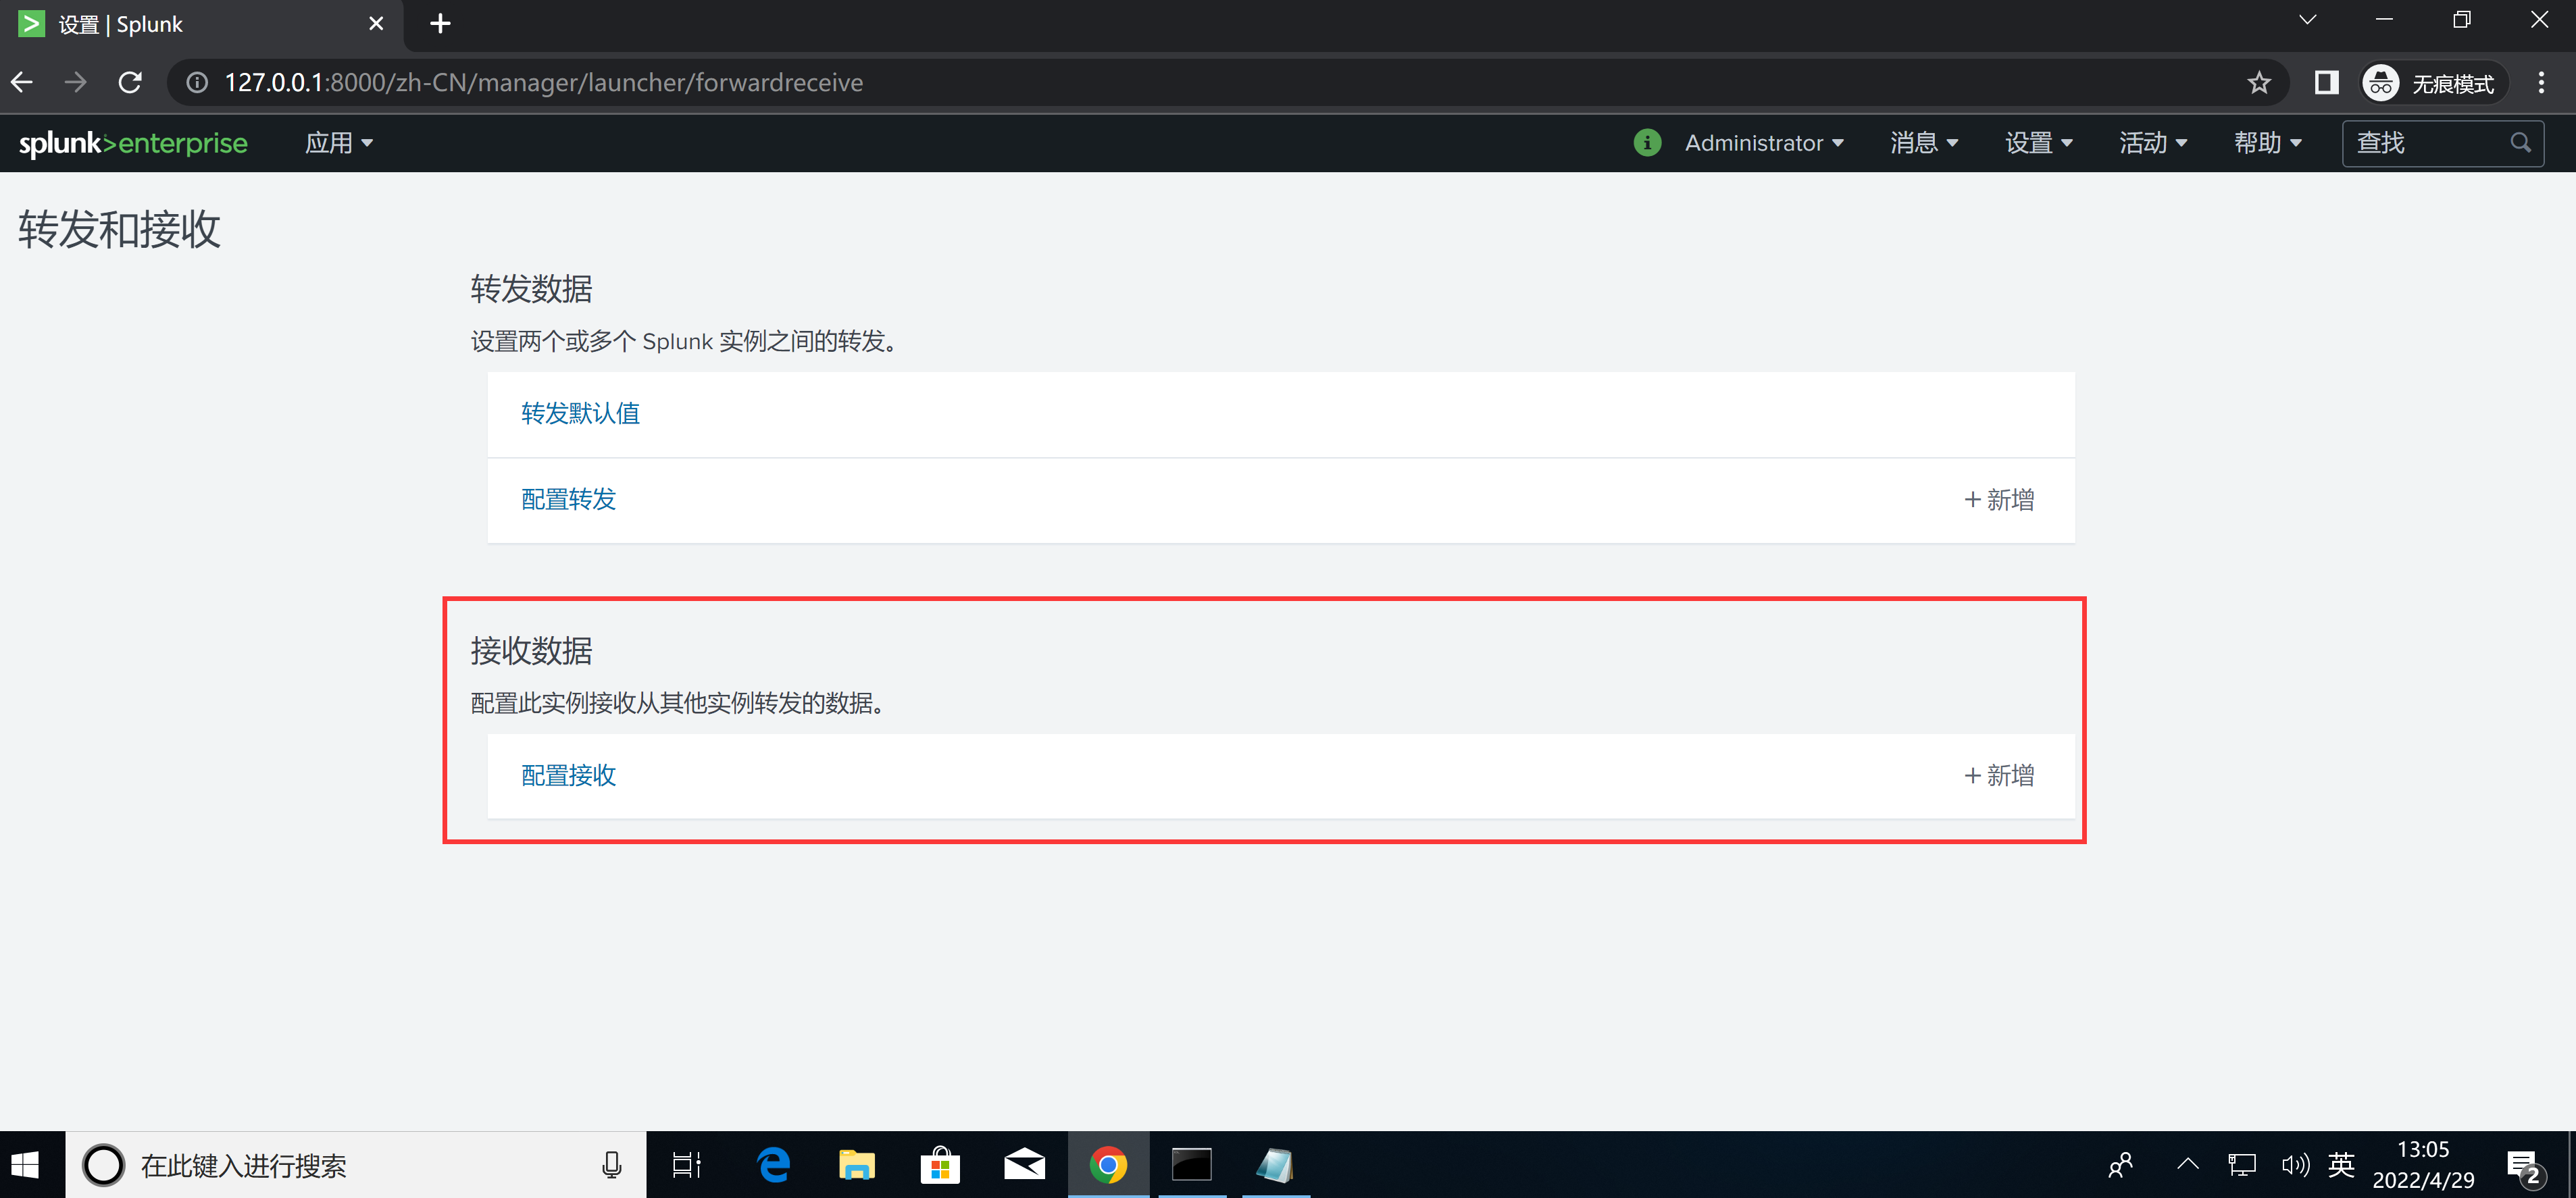 设置 | Splunk
127.0.0.1:8000/zh-CN/manager/launcher/forwardreceive
无痕模式
splunk>enterprise
应用
Administrator
消息
设置
活动
帮助
查找
转发和接收
转发数据
设置两个或多个 Splunk 实例之间的转发。
转发默认值
配置转发
+ 新增
接收数据
配置此实例接收从其他实例转发的数据。
配置接收
+ 新增
在此键入进行搜索
英
13:05
2022/4/29
2